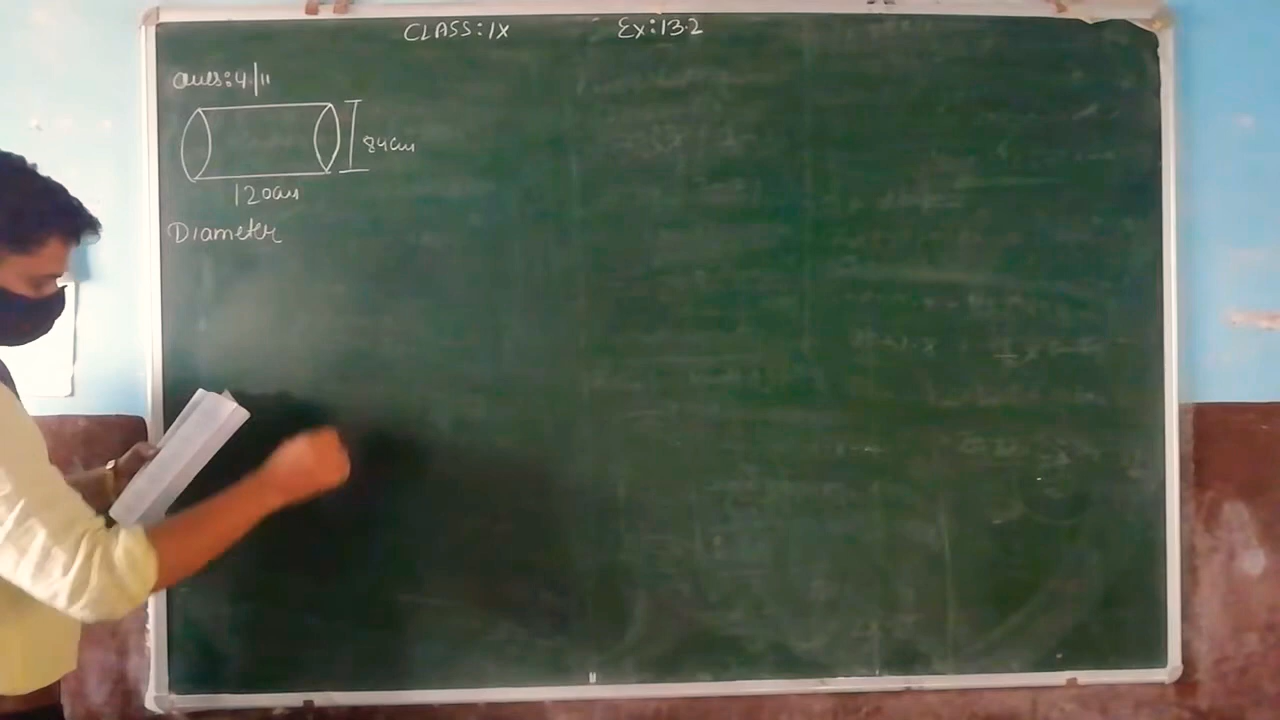 CLASS: IX Ex: 13.2
Ques: 4/11
84cm
120cm
Diameter